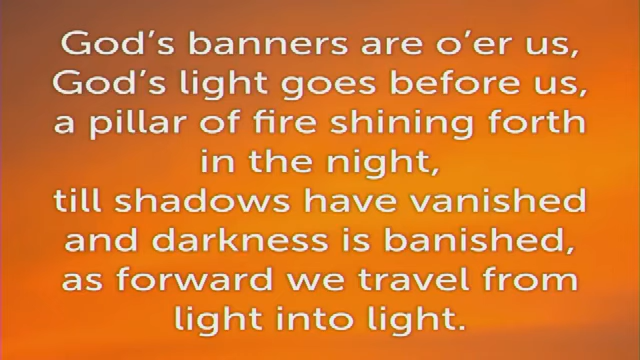 God's banners are o'er us,
God's light goes before us,
a pillar of fire shining forth
in the night,
till shadows have vanished
and darkness is banished,
as forward we travel from
light into light.